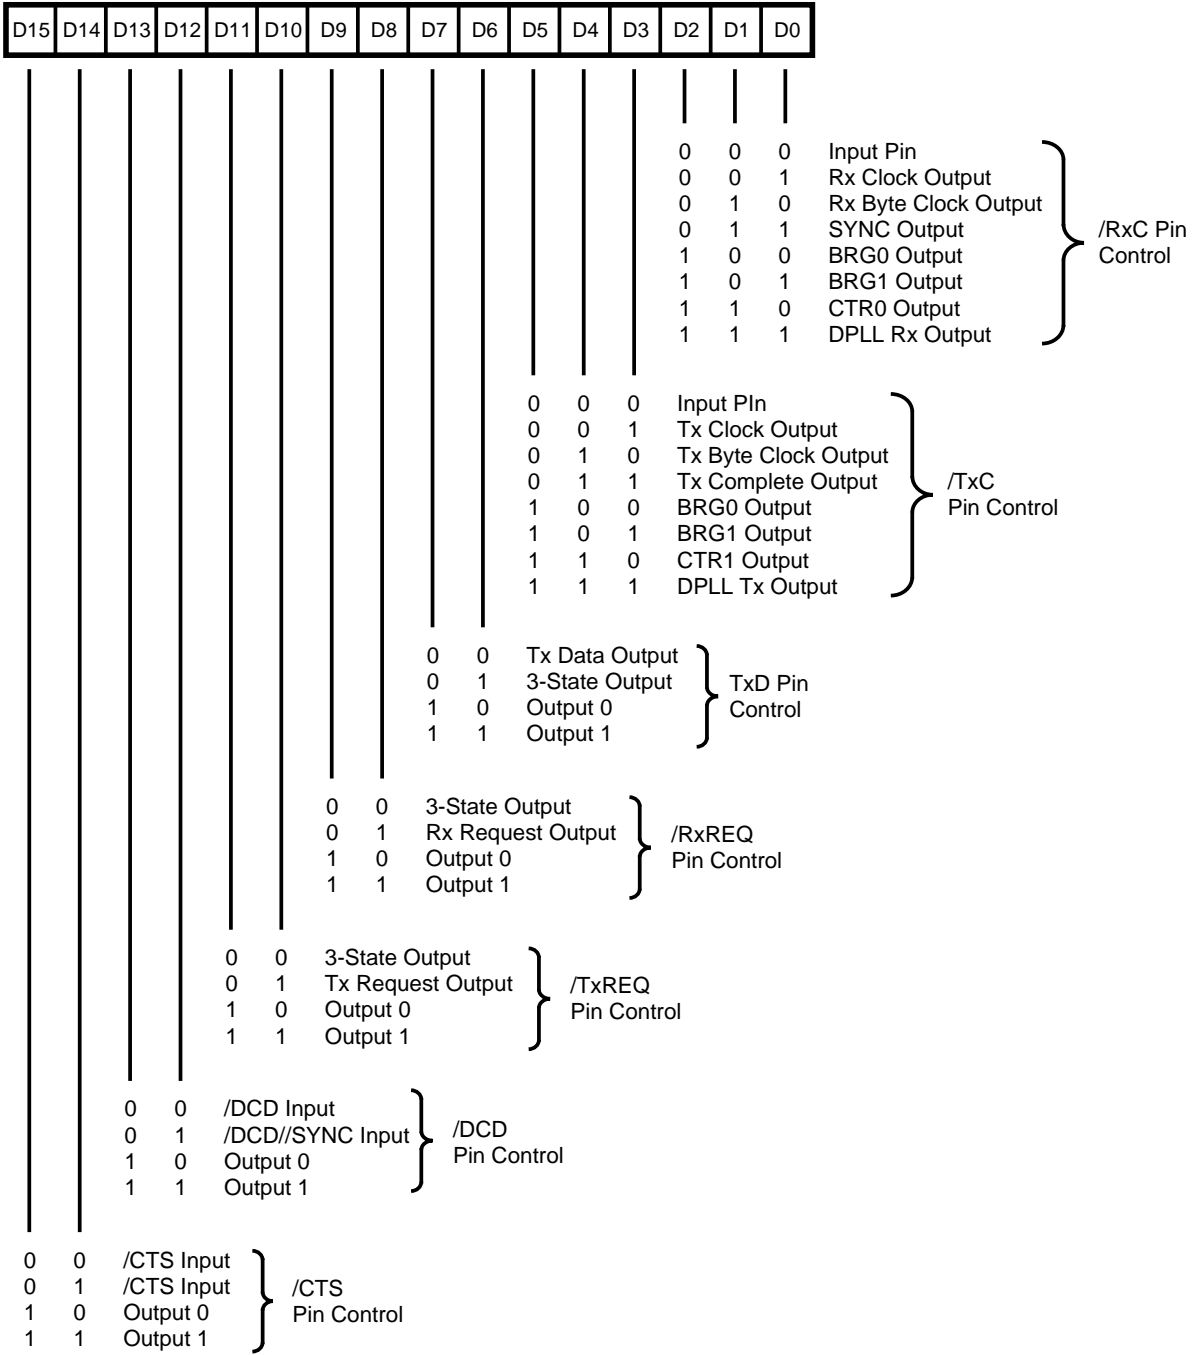 D15 D14 D13 D12 D11 D10 D9 D8 D7 D6 D5 D4 D3 D2 D1 D0
0 0 0 Input Pin
0 0 1 Rx Clock Output
0 1 0 Rx Byte Clock Output
0 1 1 SYNC Output
1 0 0 BRG0 Output
1 0 1 BRG1 Output
1 1 0 CTR0 Output
1 1 1 DPLL Rx Output
/RxC Pin
Control
0 0 0 Input PIn
0 0 1 Tx Clock Output
0 1 0 Tx Byte Clock Output
0 1 1 Tx Complete Output
1 0 0 BRG0 Output
1 0 1 BRG1 Output
1 1 0 CTR1 Output
1 1 1 DPLL Tx Output
/TxC
Pin Control
0 0 Tx Data Output
0 1 3-State Output
1 0 Output 0
1 1 Output 1
TxD Pin
Control
0 0 3-State Output
0 1 Rx Request Output
1 0 Output 0
1 1 Output 1
/RxREQ
Pin Control
0 0 3-State Output
0 1 Tx Request Output
1 0 Output 0
1 1 Output 1
/TxREQ
Pin Control
0 0 /DCD Input
0 1 /DCD//SYNC Input
1 0 Output 0
1 1 Output 1
/DCD
Pin Control
0 0 /CTS Input
0 1 /CTS Input
1 0 Output 0
1 1 Output 1
/CTS
Pin Control